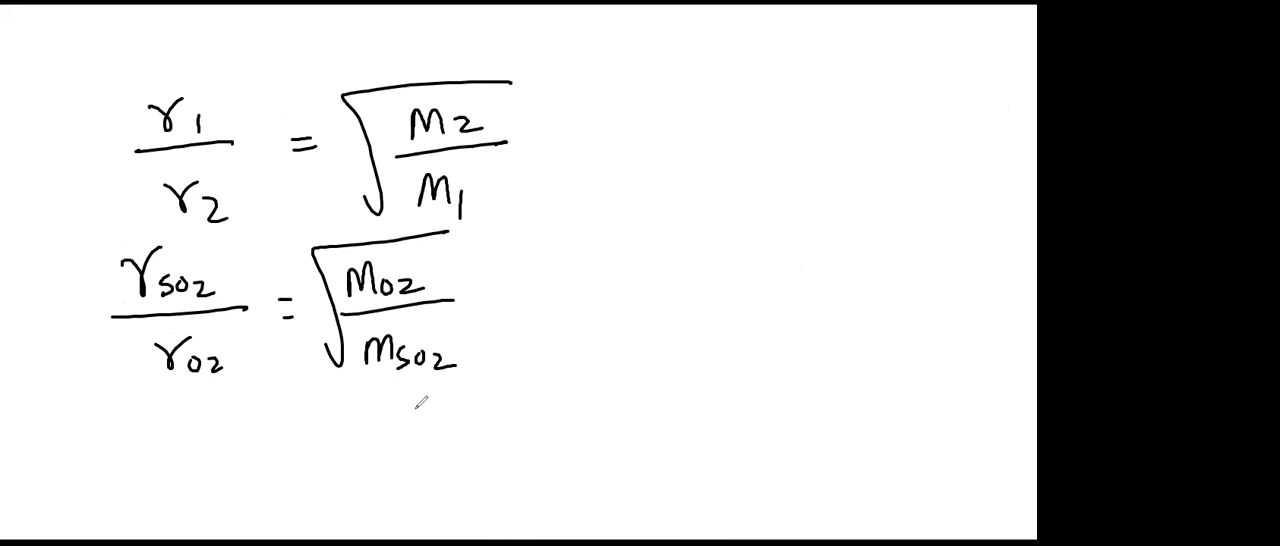 r1/r2 = √(M2/M1)
rSO2/rO2 = √(MO2/MSO2)